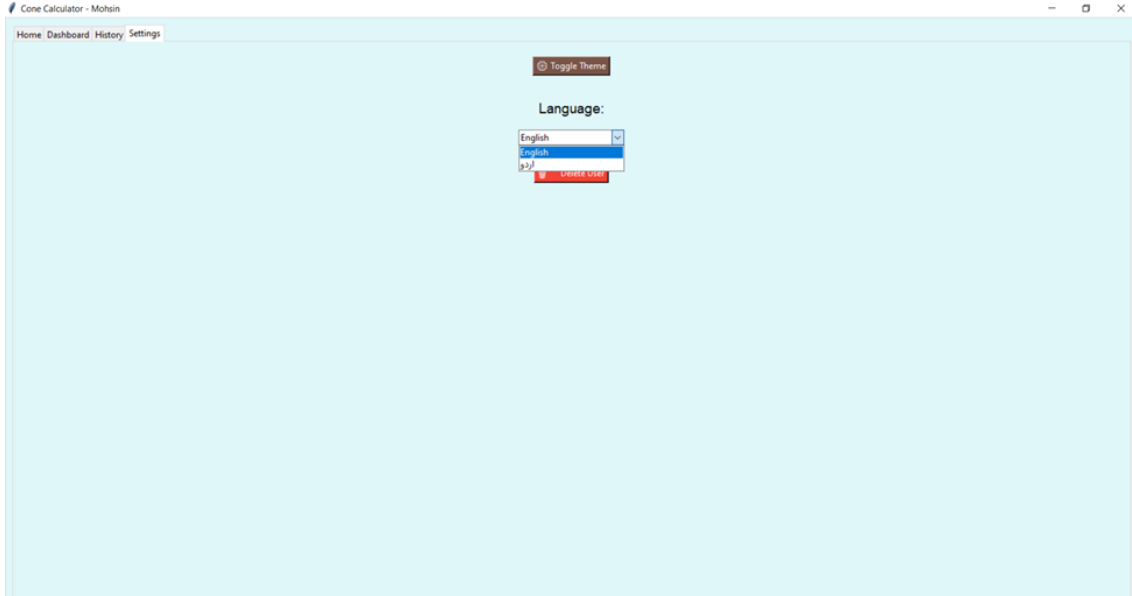 Cone Calculator - Mohsin
Home Dashboard History Settings
Toggle Theme
Language:
English
English
اردو
Delete User